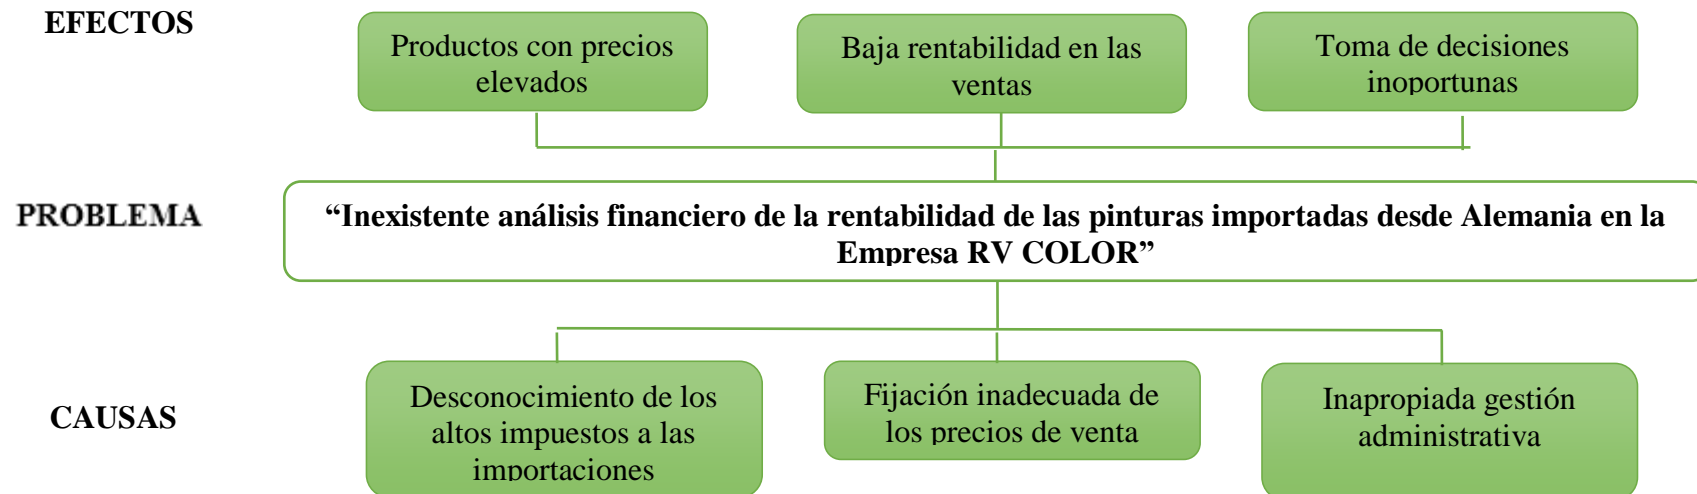 EFECTOS
Productos con precios
elevados
Baja rentabilidad en las
ventas
Toma de decisiones
inoportunas
PROBLEMA
“Inexistente análisis financiero de la rentabilidad de las pinturas importadas desde Alemania en la
Empresa RV COLOR”
CAUSAS
Desconocimiento de los
altos impuestos a las
importaciones
Fijación inadecuada de
los precios de venta
Inapropiada gestión
administrativa